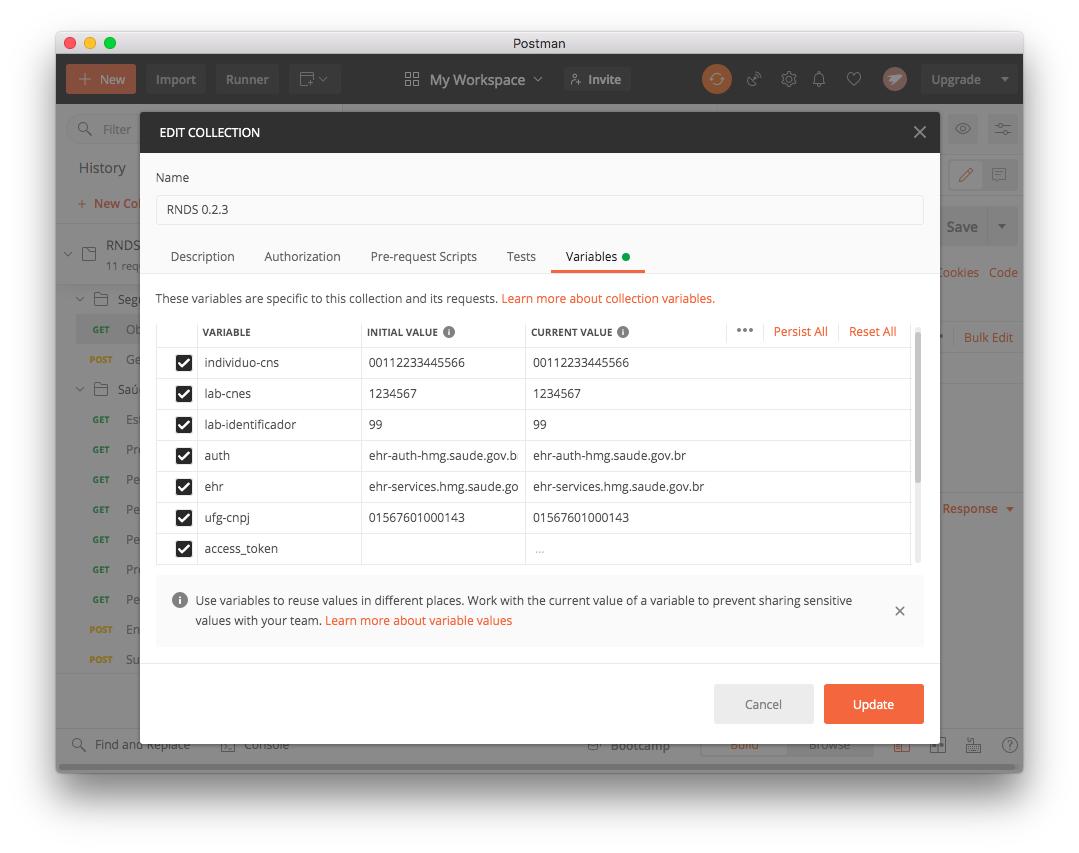 Postman
New Import Runner My Workspace Invite Upgrade
Filter
EDIT COLLECTION
History
Name
New Co
RNDS 0.2.3
Save
RNDS
11 req
Description Authorization Pre-request Scripts Tests Variables
Cookies Code
These variables are specific to this collection and its requests. Learn more about collection variables.
Seg
VARIABLE INITIAL VALUE CURRENT VALUE ••• Persist All Reset All
GET Ob
Bulk Edit
POST Ge
individuo-cns 00112233445566 00112233445566
Saú
lab-cnes 1234567 1234567
GET Es
lab-identificador 99 99
GET Pro
auth ehr-auth-hmg.saude.gov.b ehr-auth-hmg.saude.gov.br
GET Pe
ehr ehr-services.hmg.saude.go ehr-services.hmg.saude.gov.br
GET Pe
Response
ufg-cnpj 01567601000143 01567601000143
GET Pe
access_token ...
GET Pro
GET Pe
Use variables to reuse values in different places. Work with the current value of a variable to prevent sharing sensitive
values with your team. Learn more about variable values
POST En
POST Su
Cancel Update
Find and Replace Console Bootcamp Build Browse